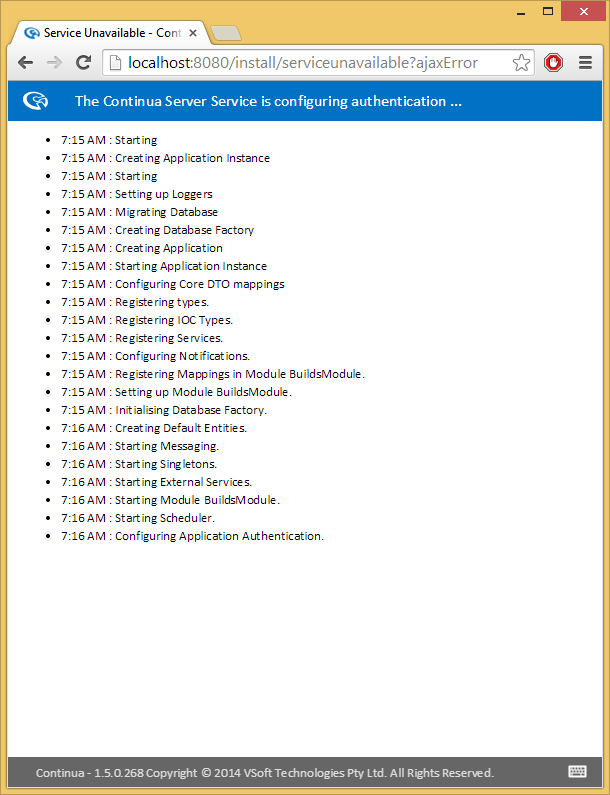 Service Unavailable - Cont
localhost:8080/install/serviceunavailable?ajaxError
The Continua Server Service is configuring authentication ...
7:15 AM : Starting
7:15 AM : Creating Application Instance
7:15 AM : Starting
7:15 AM : Setting up Loggers
7:15 AM : Migrating Database
7:15 AM : Creating Database Factory
7:15 AM : Creating Application
7:15 AM : Starting Application Instance
7:15 AM : Configuring Core DTO mappings
7:15 AM : Registering types.
7:15 AM : Registering IOC Types.
7:15 AM : Registering Services.
7:15 AM : Configuring Notifications.
7:15 AM : Registering Mappings in Module BuildsModule.
7:15 AM : Setting up Module BuildsModule.
7:15 AM : Initialising Database Factory.
7:16 AM : Creating Default Entities.
7:16 AM : Starting Messaging.
7:16 AM : Starting Singletons.
7:16 AM : Starting External Services.
7:16 AM : Starting Module BuildsModule.
7:16 AM : Starting Scheduler.
7:16 AM : Configuring Application Authentication.
Continua - 1.5.0.268 Copyright © 2014 VSoft Technologies Pty Ltd. All Rights Reserved.